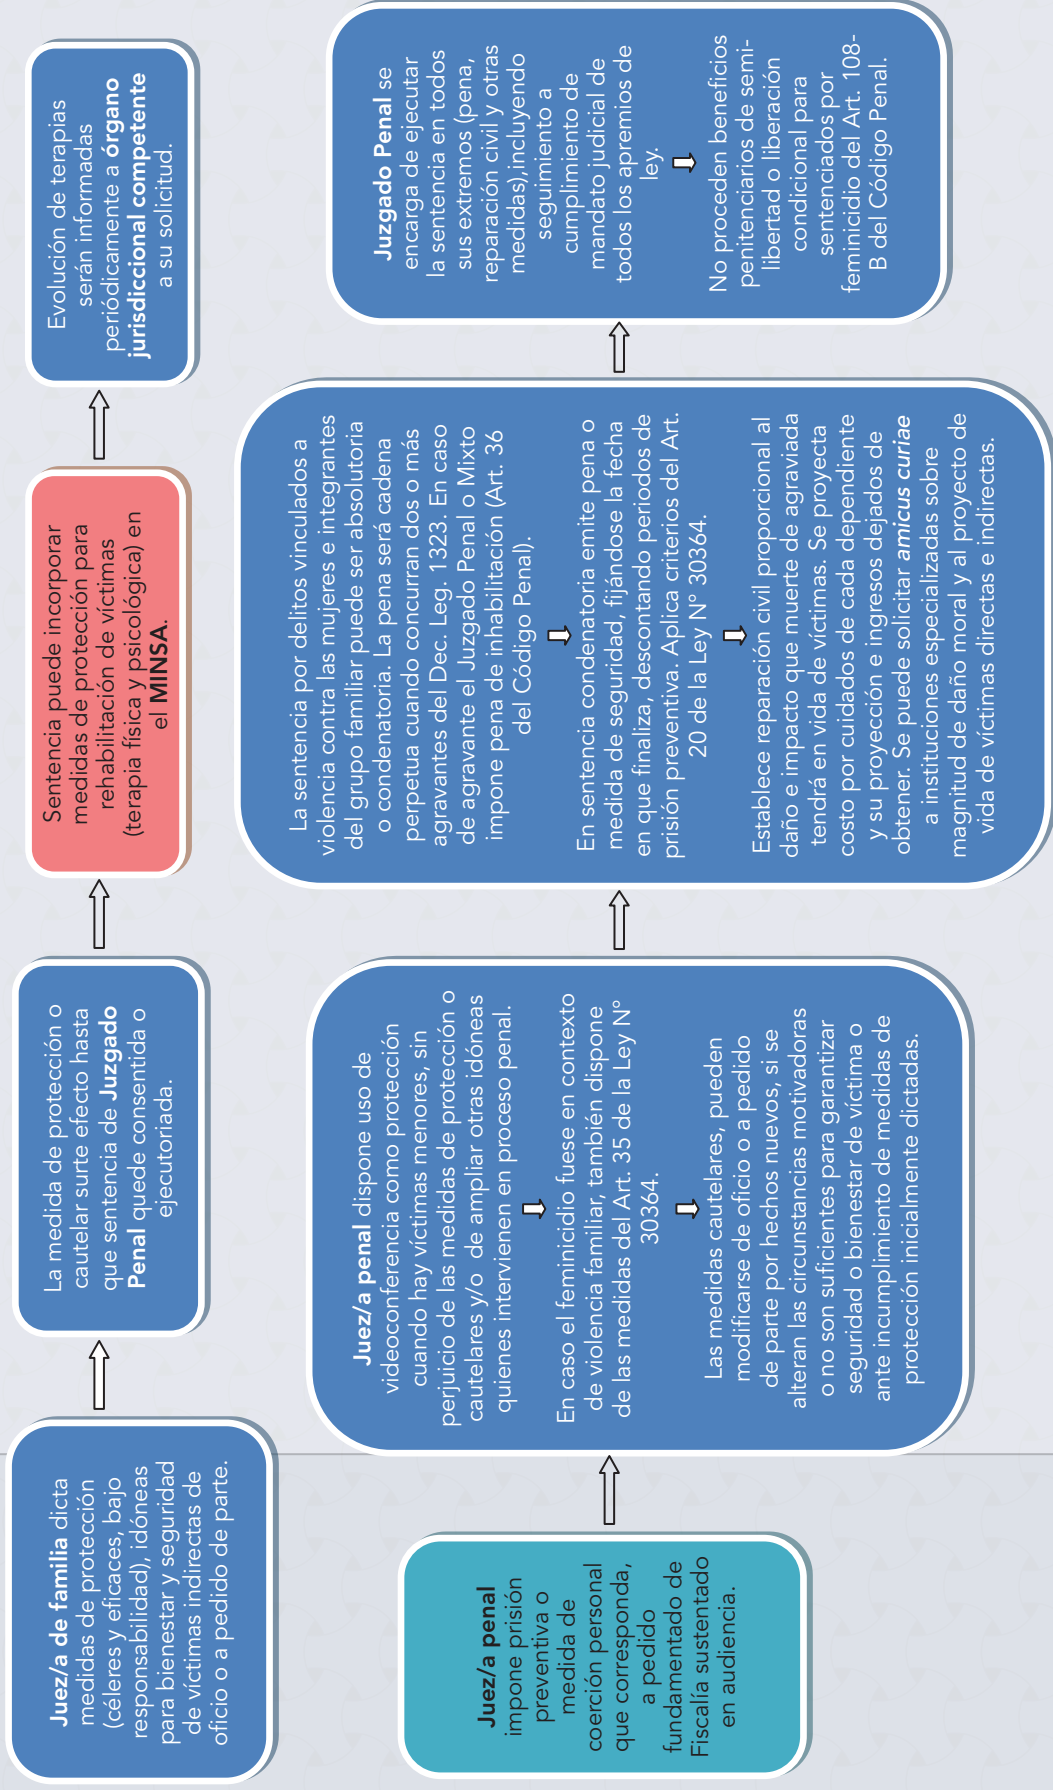 Juez/a de familia dicta
medidas de protección
(céleres y eficaces, bajo
responsabilidad), idóneas
para bienestar y seguridad
de víctimas indirectas de
oficio o a pedido de parte.
La medida de protección o
cautelar surte efecto hasta
que sentencia de Juzgado
Penal quede consentida o
ejecutoriada.
Sentencia puede incorporar
medidas de protección para
rehabilitación de víctimas
(terapia física y psicológica) en
el MINSA.
Evolución de terapias
serán informadas
periódicamente a órgano
jurisdiccional competente
a su solicitud.
Juez/a penal
impone prisión
preventiva o
medida de
coerción personal
que corresponda,
a pedido
fundamentado de
Fiscalía sustentado
en audiencia.
Juez/a penal dispone uso de
videoconferencia como protección
cuando hay víctimas menores, sin
perjuicio de las medidas de protección o
cautelares y/o de ampliar otras idóneas
quienes intervienen en proceso penal.
En caso el feminicidio fuese en contexto
de violencia familiar, también dispone
de las medidas del Art. 35 de la Ley N°
30364.
Las medidas cautelares, pueden
modificarse de oficio o a pedido
de parte por hechos nuevos, si se
alteran las circunstancias motivadoras
o no son suficientes para garantizar
seguridad o bienestar de víctima o
ante incumplimiento de medidas de
protección inicialmente dictadas.
La sentencia por delitos vinculados a
violencia contra las mujeres e integrantes
del grupo familiar puede ser absolutoria
o condenatoria. La pena será cadena
perpetua cuando concurran dos o más
agravantes del Dec. Leg. 1323. En caso
de agravante el Juzgado Penal o Mixto
impone pena de inhabilitación (Art. 36
del Código Penal).
En sentencia condenatoria emite pena o
medida de seguridad, fijándose la fecha
en que finaliza, descontando periodos de
prisión preventiva. Aplica criterios del Art.
20 de la Ley N° 30364.
Establece reparación civil proporcional al
daño e impacto que muerte de agraviada
tendrá en vida de víctimas. Se proyecta
costo por cuidados de cada dependiente
y su proyección e ingresos dejados de
obtener. Se puede solicitar amicus curiae
a instituciones especializadas sobre
magnitud de daño moral y al proyecto de
vida de víctimas directas e indirectas.
Juzgado Penal se
encarga de ejecutar
la sentencia en todos
sus extremos (pena,
reparación civil y otras
medidas),incluyendo
seguimiento a
cumplimiento de
mandato judicial de
todos los apremios de
ley.
No proceden beneficios
penitenciarios de semi-
libertad o liberación
condicional para
sentenciados por
feminicidio del Art. 108-
B del Código Penal.